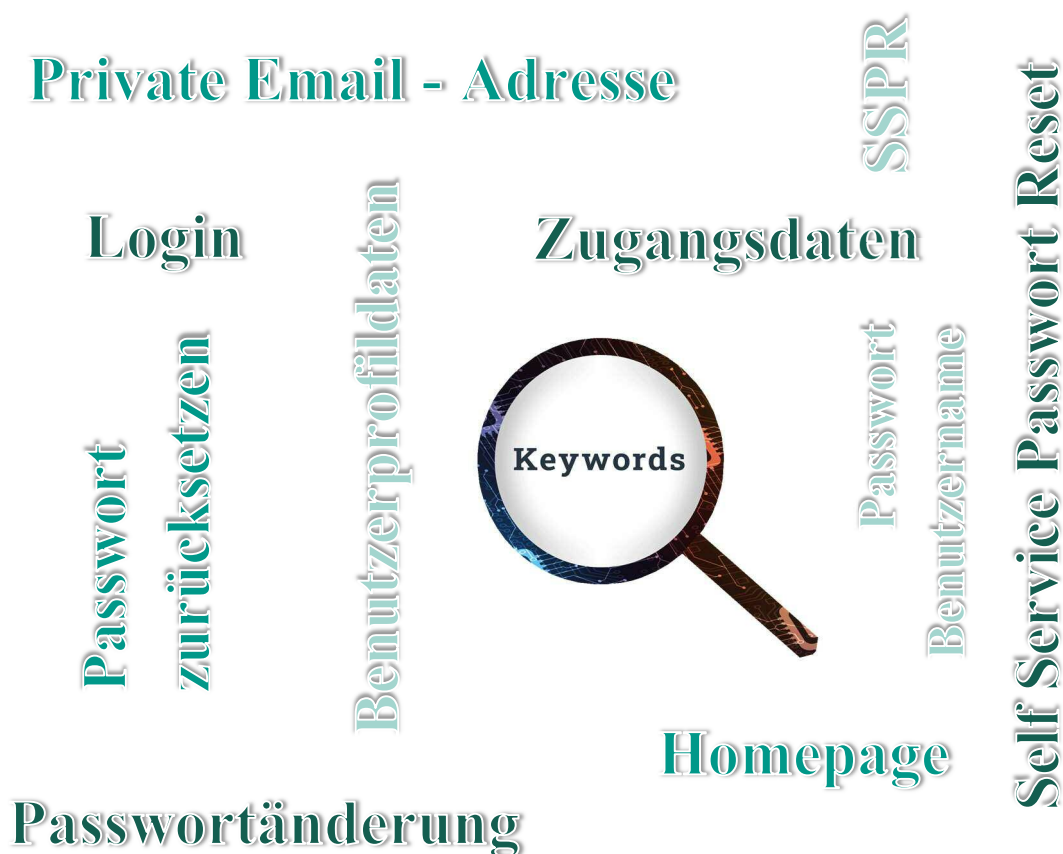 Private Email - Adresse
SSPR
Self Service Passwort Reset
Login
Benutzerprofildaten
Zugangsdaten
Passwort
zurücksetzen
Keywords
Passwort
Benutzername
Homepage
Passwortänderung